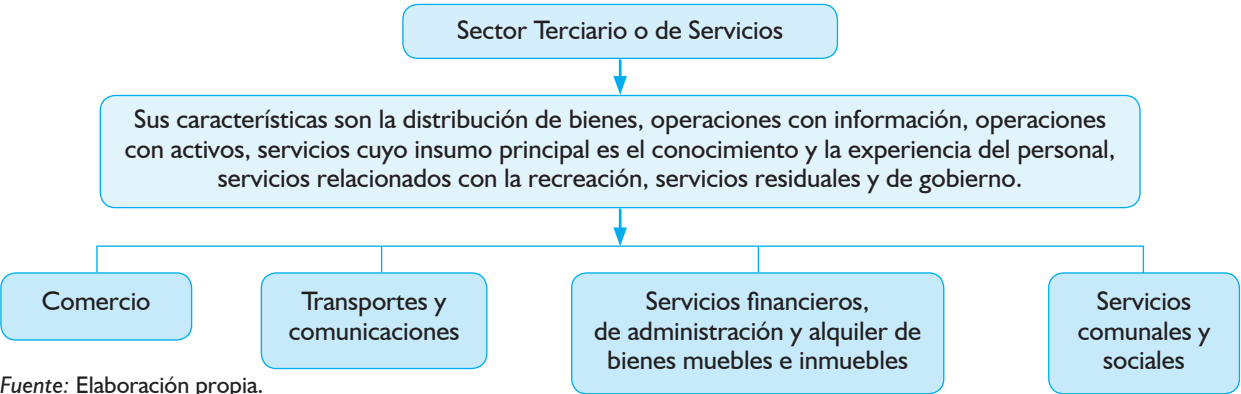 Sector Terciario o de Servicios
Sus características son la distribución de bienes, operaciones con información, operaciones
con activos, servicios cuyo insumo principal es el conocimiento y la experiencia del personal,
servicios relacionados con la recreación, servicios residuales y de gobierno.
Comercio
Transportes y
comunicaciones
Servicios financieros,
de administración y alquiler de
bienes muebles e inmuebles
Servicios
comunales y
sociales
Fuente: Elaboración propia.